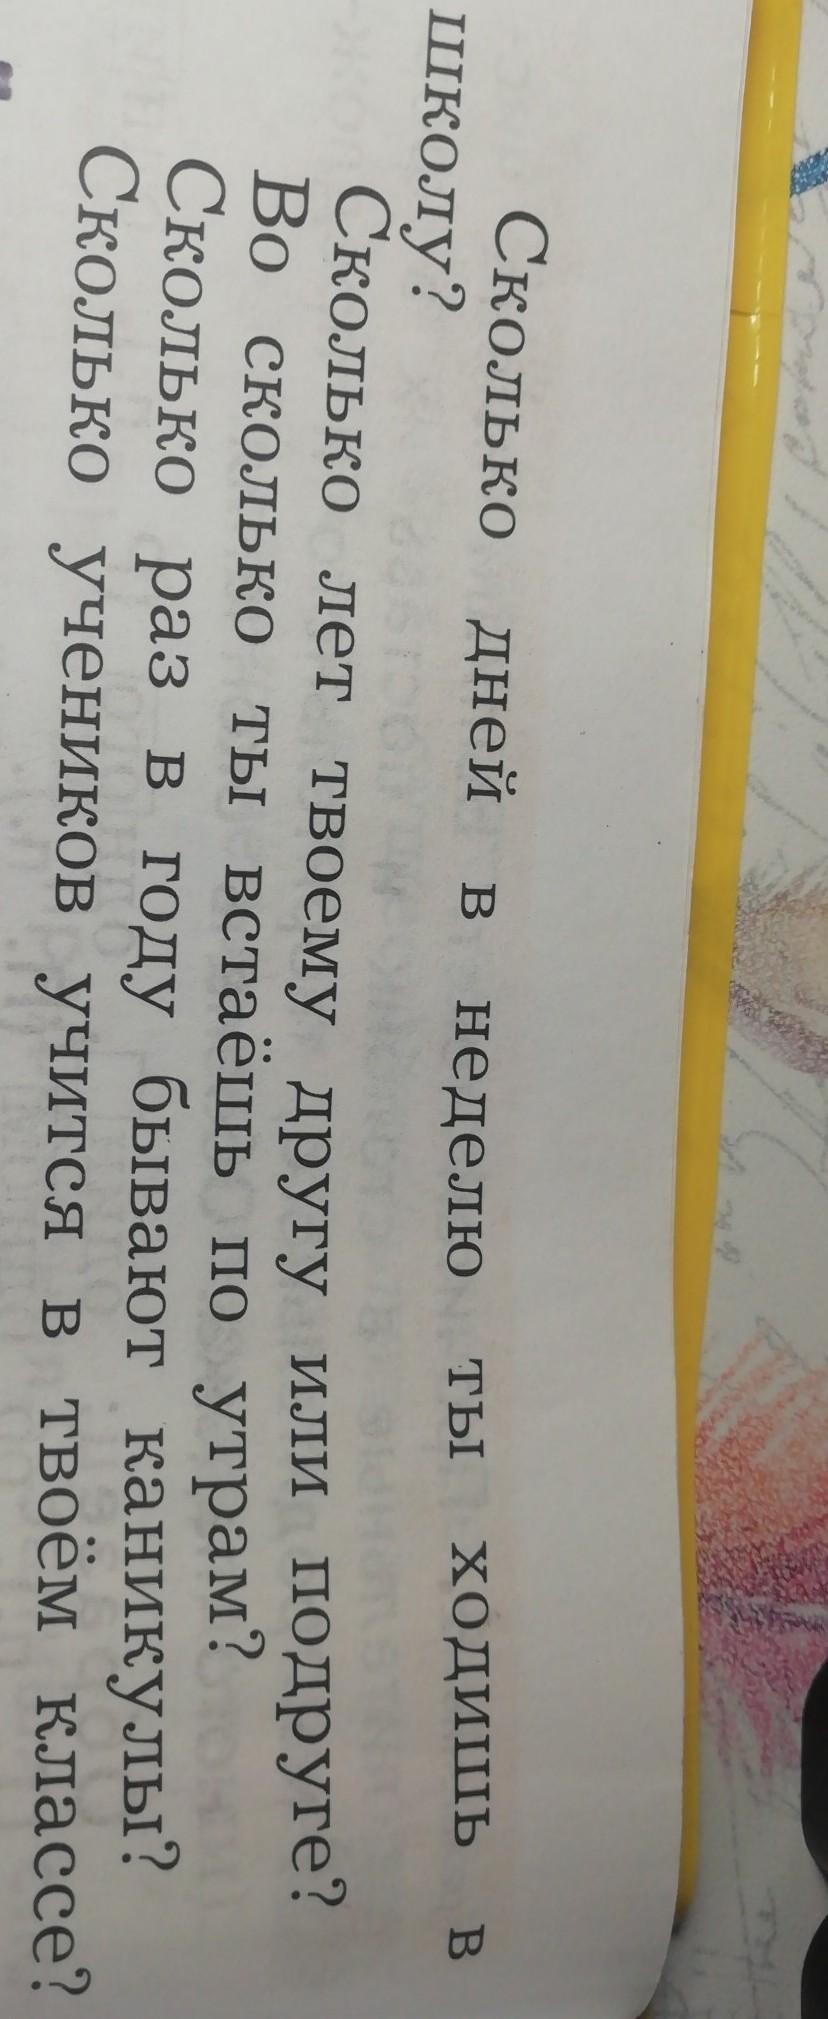 Сколько дней в неделю ты ходишь в
школу?
Сколько лет твоему другу или подруге?
Во сколько ты встаёшь по утрам?
Сколько раз в году бывают каникулы?
Сколько учеников учится в твоём классе?